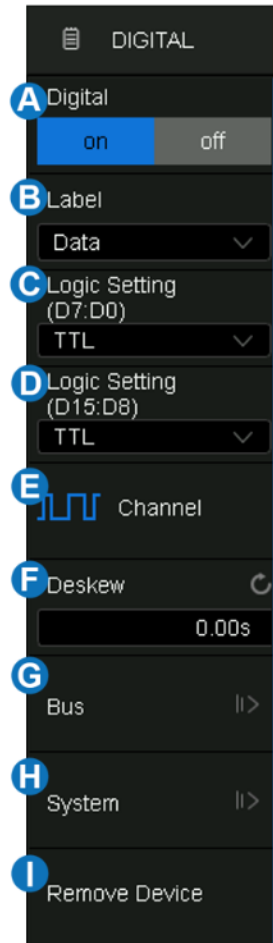 DIGITAL
A Digital
on off
B Label
Data
C Logic Setting
(D7:D0)
TTL
D Logic Setting
(D15:D8)
TTL
E Channel
F Deskew
0.00s
G
Bus
H
System
I
Remove Device